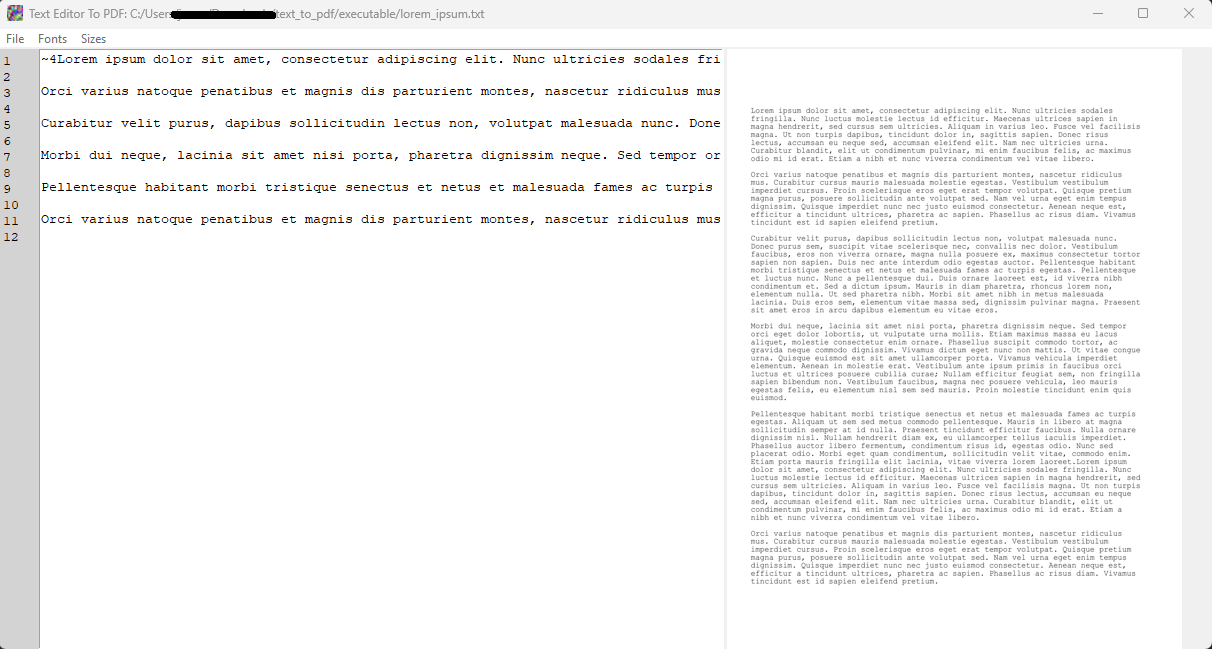 Text Editor To PDF: C:/Users text_to_pdf/executable/lorem_ipsum.txt
File Fonts Sizes
1 ~4Lorem ipsum dolor sit amet, consectetur adipiscing elit. Nunc ultricies sodales fri
2
3 Orci varius natoque penatibus et magnis dis parturient montes, nascetur ridiculus mus
4
5 Curabitur velit purus, dapibus sollicitudin lectus non, volutpat malesuada nunc. Done
6
7 Morbi dui neque, lacinia sit amet nisi porta, pharetra dignissim neque. Sed tempor or
8
9 Pellentesque habitant morbi tristique senectus et netus et malesuada fames ac turpis
10
11 Orci varius natoque penatibus et magnis dis parturient montes, nascetur ridiculus mus
12
Lorem ipsum dolor sit amet, consectetur adipiscing elit. Nunc ultricies sodales
fringilla. Nunc luctus molestie lectus id efficitur. Maecenas ultrices sapien in
magna hendrerit, sed cursus sem ultricies. Aliquam in varius leo. Fusce vel facilisis
magna. Ut non turpis dapibus, tincidunt dolor in, sagittis sapien. Donec risus
lectus, accumsan eu neque sed, accumsan eleifend elit. Nam nec ultricies urna.
Curabitur blandit, elit ut condimentum pulvinar, mi enim faucibus felis, ac maximus
odio mi id erat. Etiam a nibh et nunc viverra condimentum vel vitae libero.
Orci varius natoque penatibus et magnis dis parturient montes, nascetur ridiculus
mus. Curabitur cursus mauris malesuada molestie egestas. Vestibulum vestibulum
imperdiet cursus. Proin scelerisque eros eget erat tempor volutpat. Quisque pretium
magna purus, posuere sollicitudin ante volutpat sed. Nam vel urna eget enim tempus
dignissim. Quisque imperdiet nunc nec justo euismod consectetur. Aenean neque est,
efficitur a tincidunt ultrices, pharetra ac sapien. Phasellus ac risus diam. Vivamus
tincidunt est id sapien eleifend pretium.
Curabitur velit purus, dapibus sollicitudin lectus non, volutpat malesuada nunc.
Donec purus sem, suscipit vitae scelerisque nec, convallis nec dolor. Vestibulum
faucibus, eros non viverra ornare, magna nulla posuere ex, maximus consectetur tortor
sapien non sapien. Duis nec ante interdum odio egestas auctor. Pellentesque habitant
morbi tristique senectus et netus et malesuada fames ac turpis egestas. Pellentesque
et luctus nunc. Nunc a pellentesque dui. Duis ornare laoreet est, id viverra nibh
condimentum et. Sed a dictum ipsum. Mauris in diam pharetra, rhoncus lorem non,
elementum nulla. Ut sed pharetra nibh. Morbi sit amet nibh in metus malesuada
lacinia. Duis eros sem, elementum vitae massa sed, dignissim pulvinar magna. Praesent
sit amet eros in arcu dapibus elementum eu vitae eros.
Morbi dui neque, lacinia sit amet nisi porta, pharetra dignissim neque. Sed tempor
orci eget dolor lobortis, ut vulputate urna mollis. Etiam maximus massa eu lacus
aliquet, molestie consectetur enim ornare. Phasellus suscipit commodo tortor, ac
gravida neque commodo dignissim. Vivamus dictum eget nunc non mattis. Ut vitae congue
urna. Quisque euismod est sit amet ullamcorper porta. Vivamus vehicula imperdiet
elementum. Aenean in molestie erat. Vestibulum ante ipsum primis in faucibus orci
luctus et ultrices posuere cubilia curae; Nullam efficitur feugiat sem, non fringilla
sapien bibendum non. Vestibulum faucibus, magna nec posuere vehicula, leo mauris
egestas felis, eu elementum nisl sem sed mauris. Proin molestie tincidunt enim quis
euismod.
Pellentesque habitant morbi tristique senectus et netus et malesuada fames ac turpis
egestas. Aliquam ut sem sed metus commodo pellentesque. Mauris in libero at magna
sollicitudin semper at id nulla. Praesent tincidunt efficitur faucibus. Nulla ornare
dignissim nisl. Nullam hendrerit diam ex, eu ullamcorper tellus iaculis imperdiet.
Phasellus auctor libero fermentum, condimentum risus id, egestas odio. Nunc sed
placerat odio. Morbi eget quam condimentum, sollicitudin velit vitae, commodo enim.
Etiam porta mauris fringilla elit lacinia, vitae viverra lorem laoreet.Lorem ipsum
dolor sit amet, consectetur adipiscing elit. Nunc ultricies sodales fringilla. Nunc
luctus molestie lectus id efficitur. Maecenas ultrices sapien in magna hendrerit, sed
cursus sem ultricies. Aliquam in varius leo. Fusce vel facilisis magna. Ut non turpis
dapibus, tincidunt dolor in, sagittis sapien. Donec risus lectus, accumsan eu neque
sed, accumsan eleifend elit. Nam nec ultricies urna. Curabitur blandit, elit ut
condimentum pulvinar, mi enim faucibus felis, ac maximus odio mi id erat. Etiam a
nibh et nunc viverra condimentum vel vitae libero.
Orci varius natoque penatibus et magnis dis parturient montes, nascetur ridiculus
mus. Curabitur cursus mauris malesuada molestie egestas. Vestibulum vestibulum
imperdiet cursus. Proin scelerisque eros eget erat tempor volutpat. Quisque pretium
magna purus, posuere sollicitudin ante volutpat sed. Nam vel urna eget enim tempus
dignissim. Quisque imperdiet nunc nec justo euismod consectetur. Aenean neque est,
efficitur a tincidunt ultrices, pharetra ac sapien. Phasellus ac risus diam. Vivamus
tincidunt est id sapien eleifend pretium.